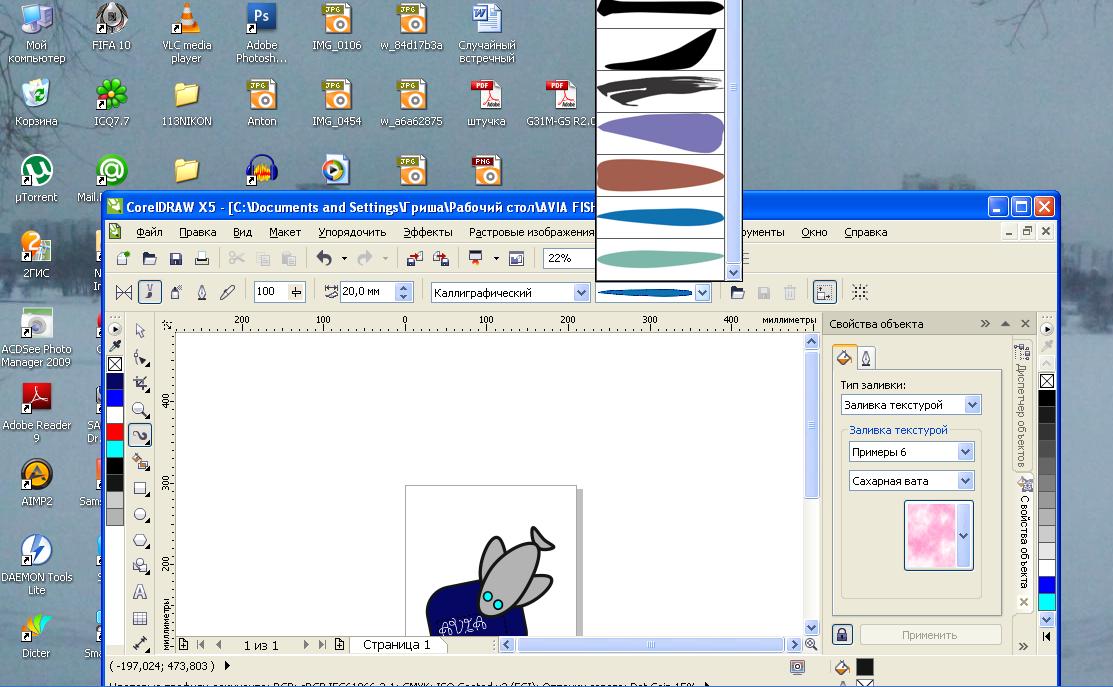 Мой компьютер
FIFA 10
VLC media player
Adobe Photosh...
IMG_0106
w_84d17b3a
Случайный встречный
Корзина
ICQ7.7
113NIKON
Anton
IMG_0454
w_a6a62875
штучка
G31M-GS R2.0
µTorrent
Mail.
2ГИС
ACDSee Photo Manager 2009
Adobe Reader 9
AIMP2
DAEMON Tools Lite
Dicter
CorelDRAW X5 - [C:\Documents and Settings\Гриша\Рабочий стол\AVIA FISH
Файл Правка Вид Макет Упорядочить Эффекты Растровые изображения Окно Справка
22%
100 20,0 мм Каллиграфический
200 100 0 100 200 300 400 миллиметры
400
300
200
миллиметры
AVIA
Свойства объекта
Тип заливки:
Заливка текстурой
Заливка текстурой
Примеры 6
Сахарная вата
Применить
Диспетчер объектов
Свойства объекта
1 из 1 Страница 1
( -197,024; 473,803 )